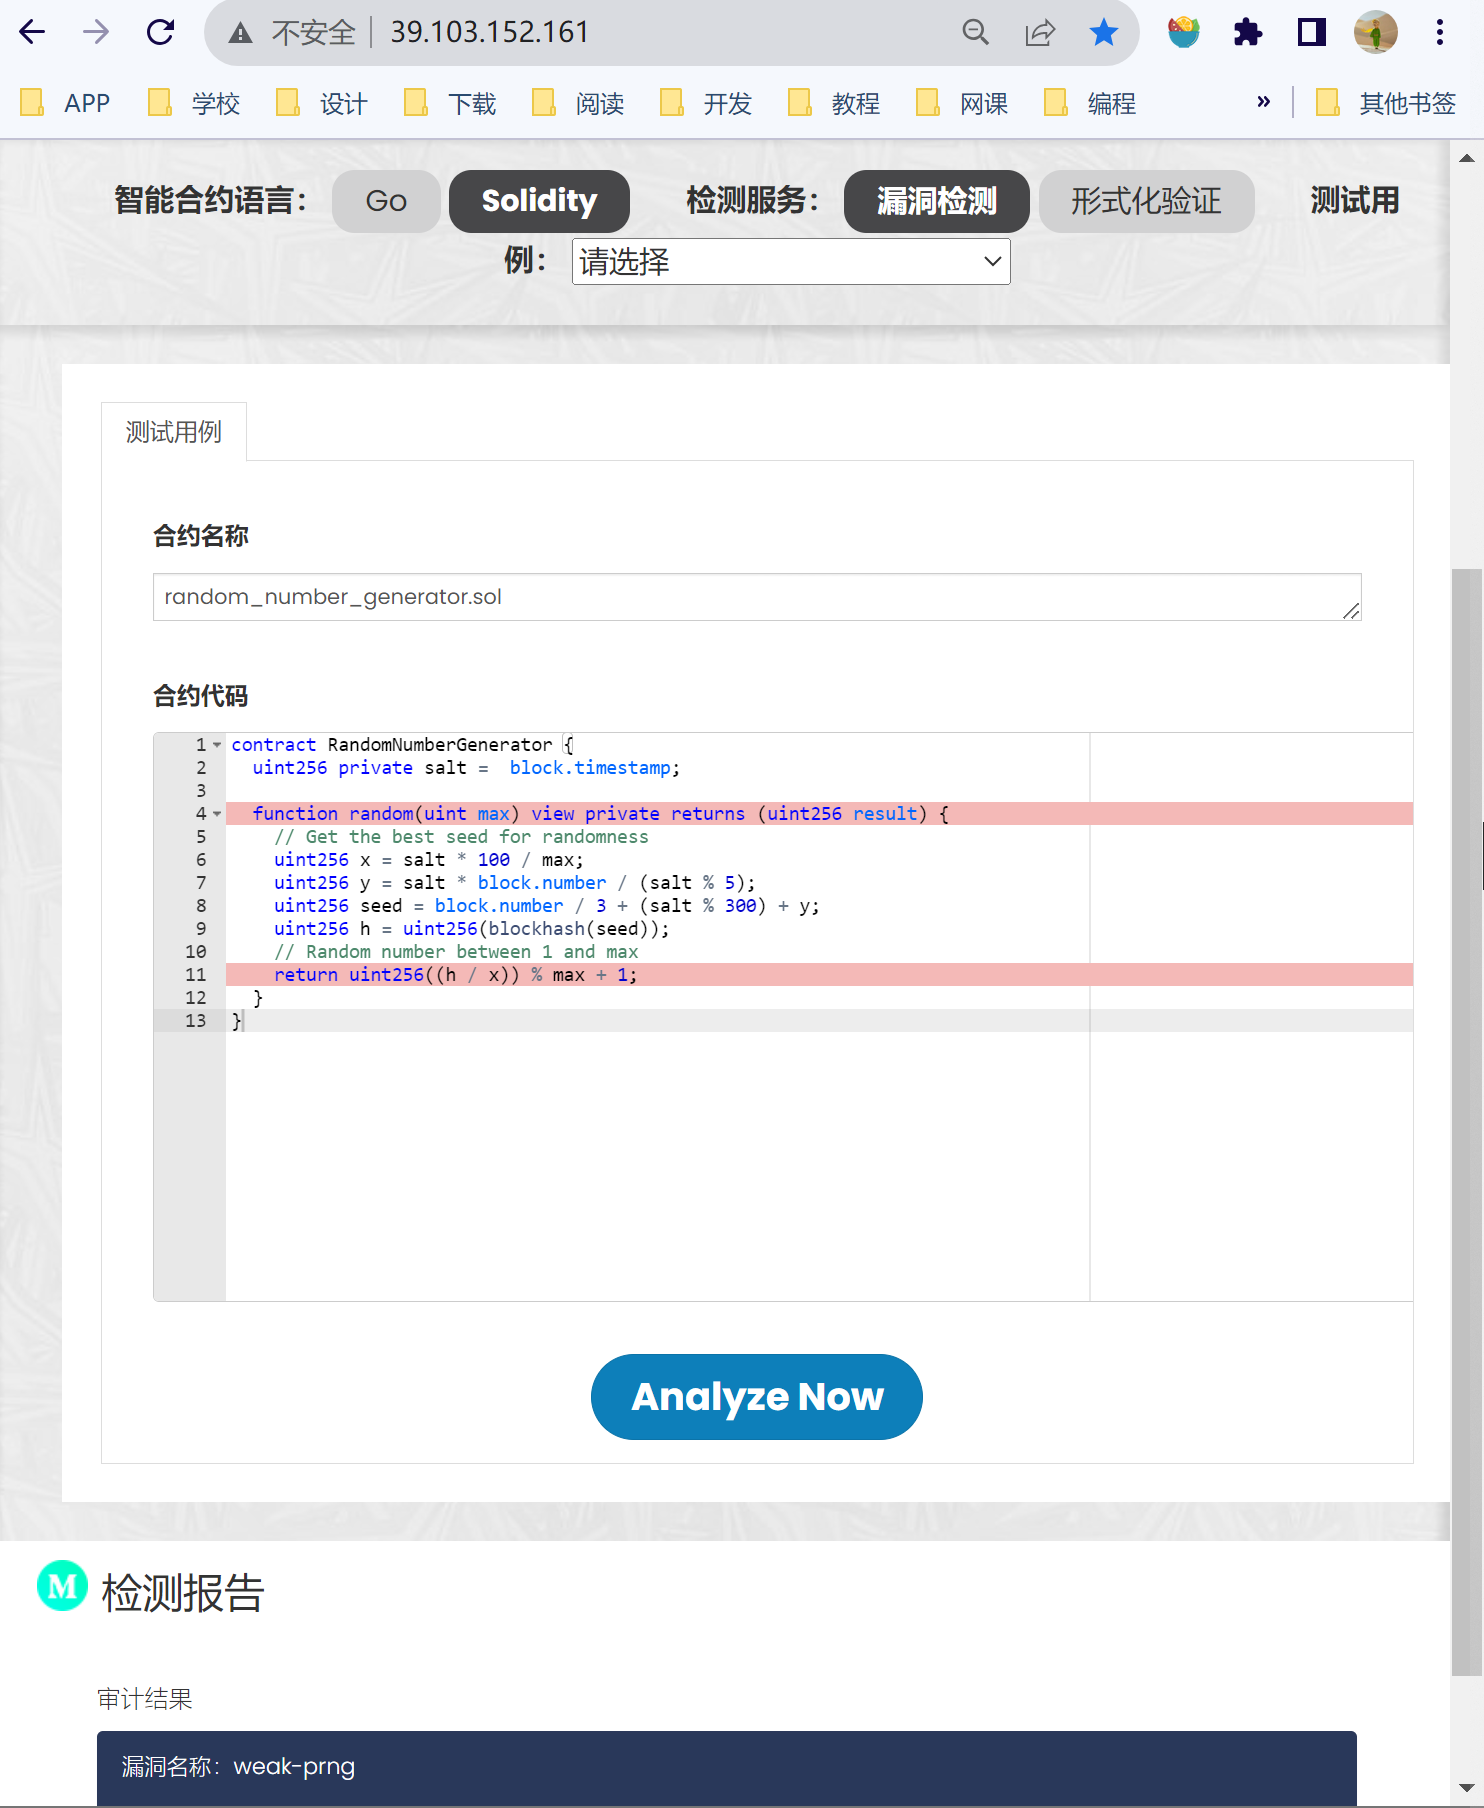 不安全 39.103.152.161
APP 学校 设计 下载 阅读 开发 教程 网课 编程 » 其他书签
智能合约语言： Go Solidity 检测服务： 漏洞检测 形式化验证 测试用
例： 请选择
测试用例
合约名称
random_number_generator.sol
合约代码
1 contract RandomNumberGenerator {
2   uint256 private salt =  block.timestamp;
3
4   function random(uint max) view private returns (uint256 result) {
5     // Get the best seed for randomness
6     uint256 x = salt * 100 / max;
7     uint256 y = salt * block.number / (salt % 5);
8     uint256 seed = block.number / 3 + (salt % 300) + y;
9     uint256 h = uint256(blockhash(seed));
10     // Random number between 1 and max
11     return uint256((h / x)) % max + 1;
12   }
13 }
Analyze Now
M 检测报告
审计结果
漏洞名称：weak-prng